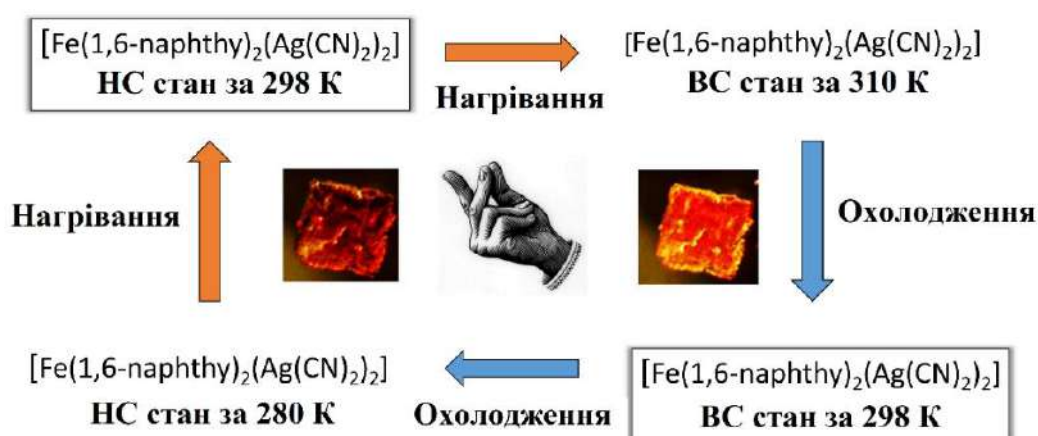 [Fe(1,6-naphthy)₂(Ag(CN)₂)₂]
НС стан за 298 К
Нагрівання
[Fe(1,6-naphthy)₂(Ag(CN)₂)₂]
ВС стан за 310 К
Нагрівання
Охолодження
[Fe(1,6-naphthy)₂(Ag(CN)₂)₂]
НС стан за 280 К
Охолодження
[Fe(1,6-naphthy)₂(Ag(CN)₂)₂]
ВС стан за 298 К